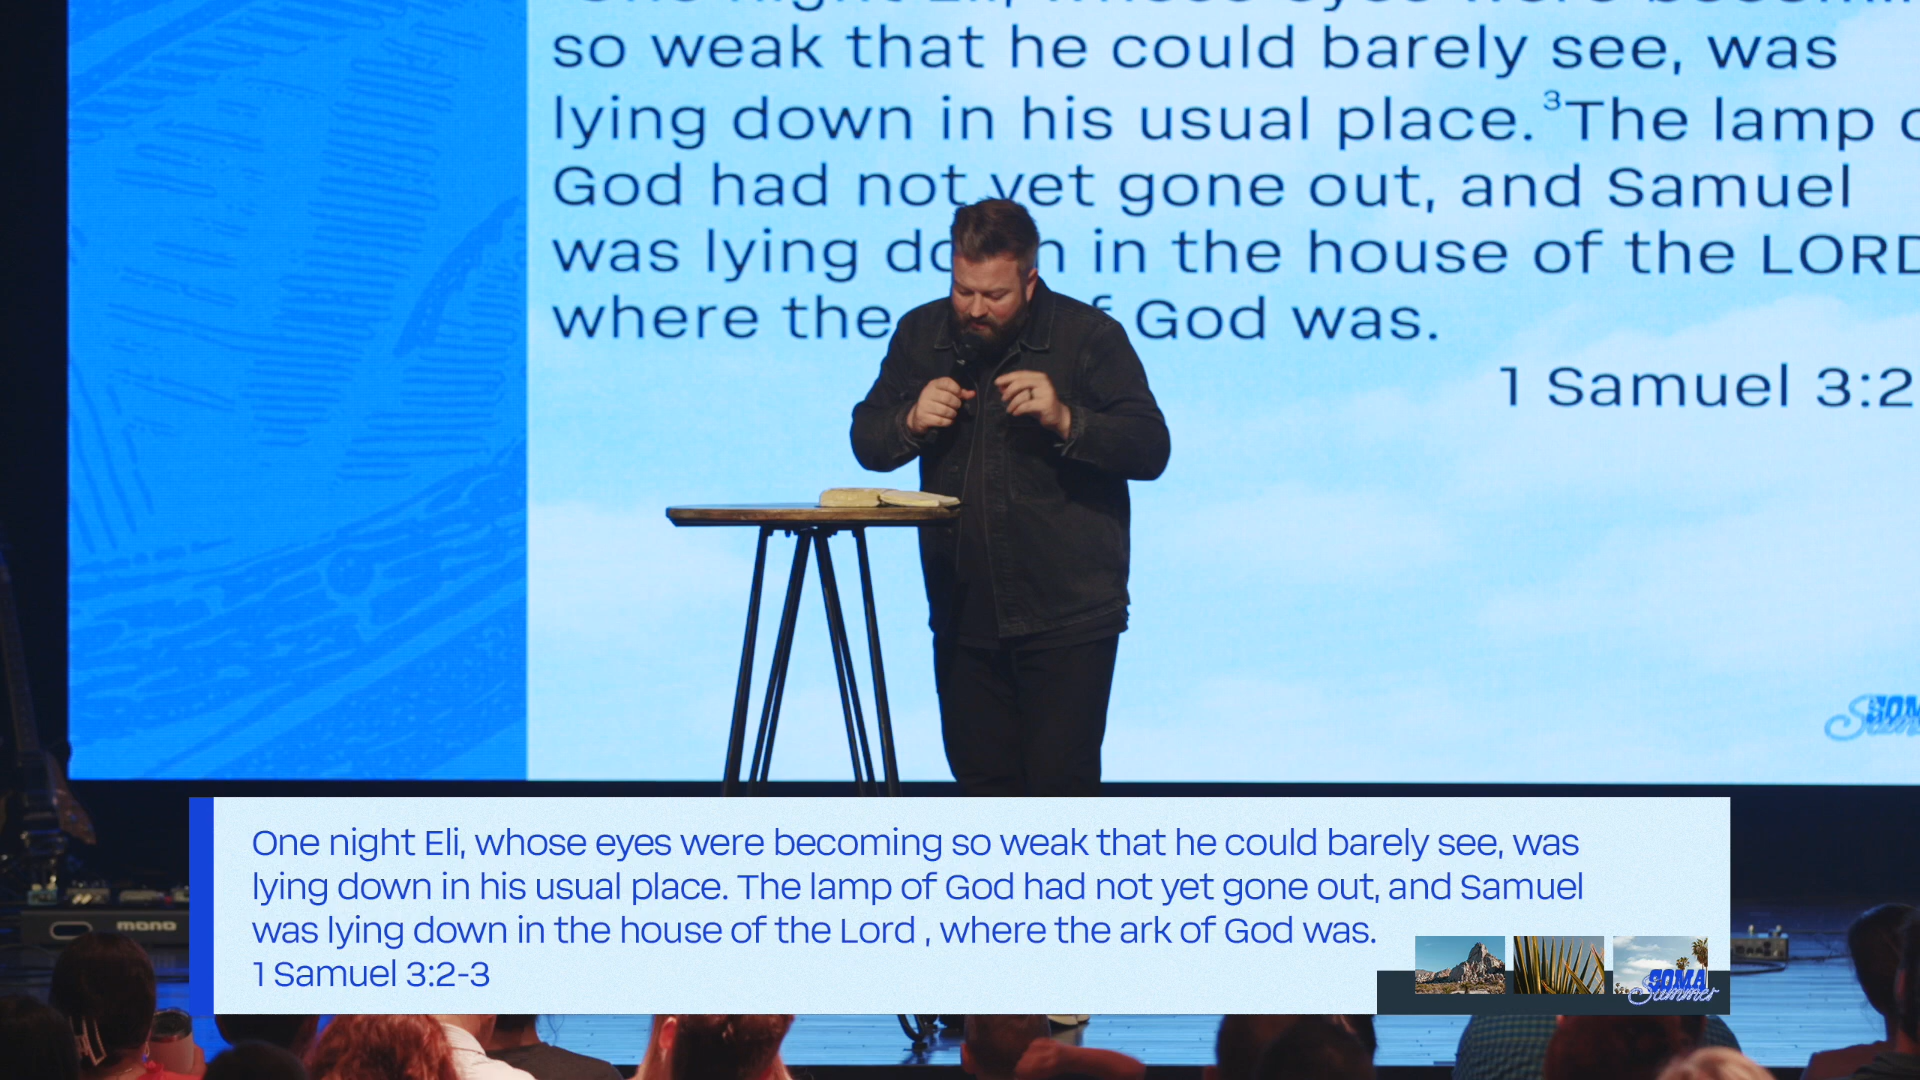 so weak that he could barely see, was
lying down in his usual place. ³The lamp
God had not yet gone out, and Samuel
was lying in the house of the LORD
where the God was.
1 Samuel 3:2
SOMA
Summer
One night Eli, whose eyes were becoming so weak that he could barely see, was
lying down in his usual place. The lamp of God had not yet gone out, and Samuel
was lying down in the house of the Lord , where the ark of God was.
1 Samuel 3:2-3
SOMA
Summer
mono